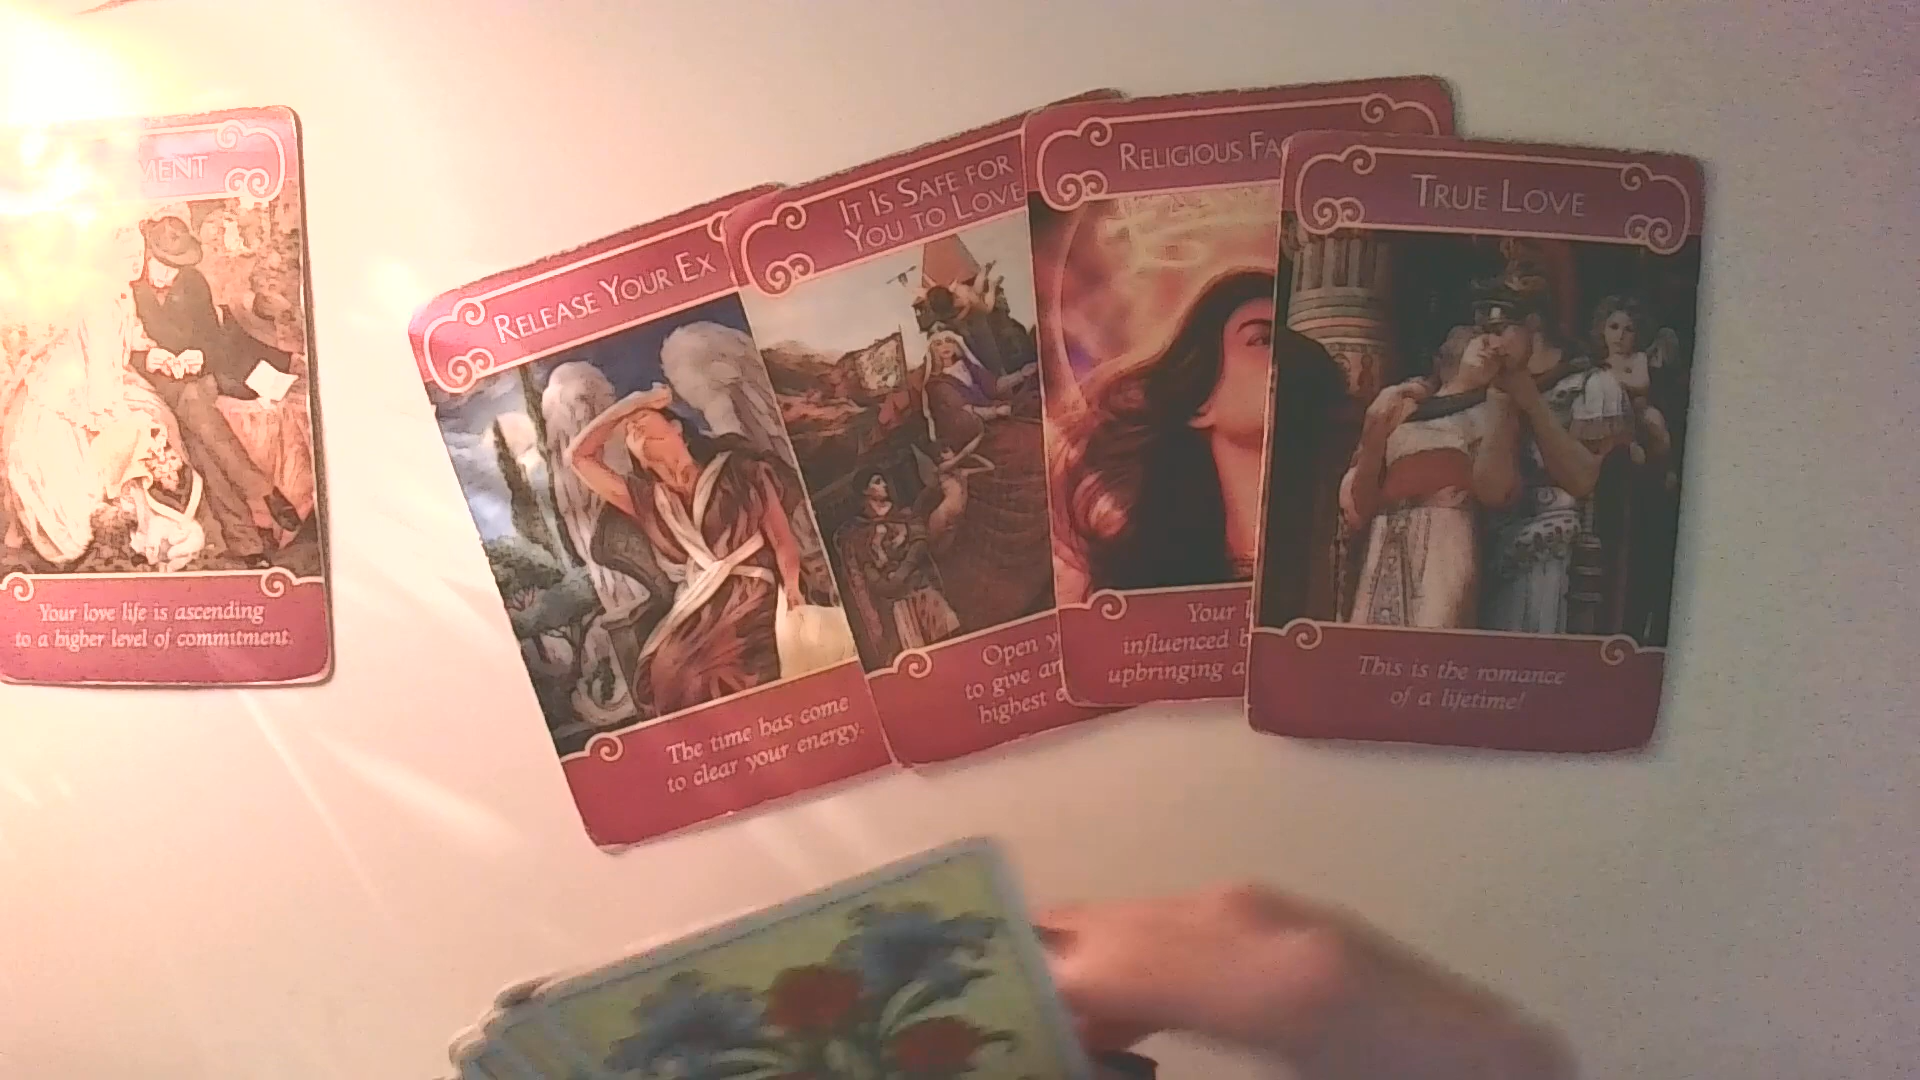 MENT
Your love life is ascending
to a higher level of commitment.
RELEASE YOUR EX
The time has come
to clear your energy.
IT IS SAFE FOR
YOU TO LOVE
Open
to give
highest
RELIGIOUS
Your
influenced
upbringing
TRUE LOVE
This is the romance
of a lifetime!